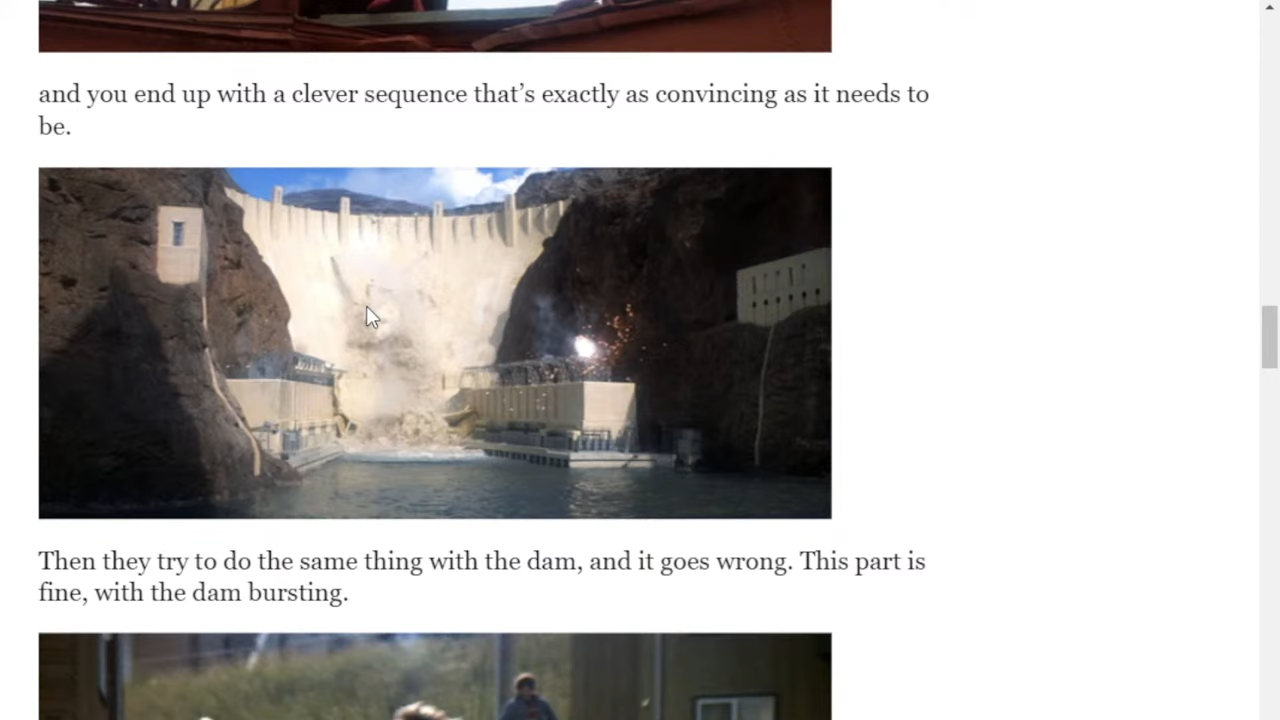 and you end up with a clever sequence that’s exactly as convincing as it needs to
be.
Then they try to do the same thing with the dam, and it goes wrong. This part is
fine, with the dam bursting.